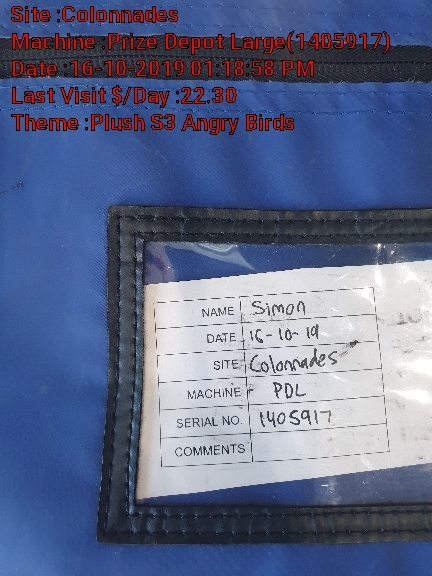 Site :Colonnades
Machine :Prize Depot Large(1405917)
Date :16-10-2019 01:18:58 PM
Last Visit $/Day :22.30
Theme :Plush S3 Angry Birds
NAME Simon
DATE 16-10-19
SITE Colonnades
MACHINE PDL
SERIAL NO. 1405917
COMMENTS